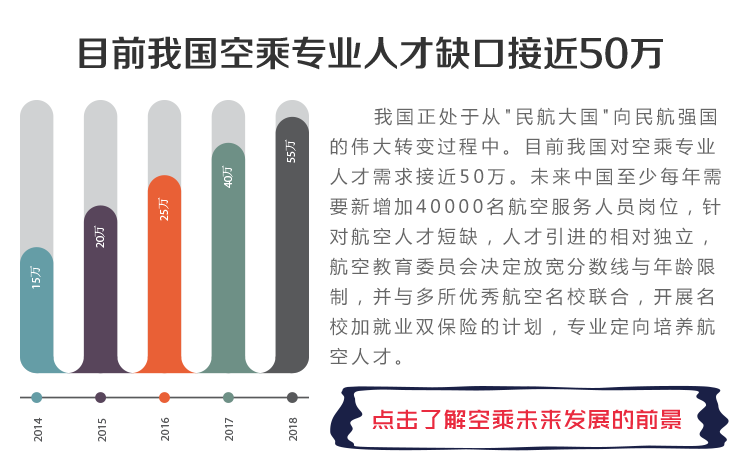 目前我国空乘专业人才缺口接近50万
15万
20万
25万
40万
55万
2014
2015
2016
2017
2018
我国正处于从"民航大国"向民航强国
的伟大转变过程中。目前我国对空乘专业
人才需求接近50万。未来中国至少每年需
要新增加40000名航空服务人员岗位，针
对航空人才短缺，人才引进的相对独立，
航空教育委员会决定放宽分数线与年龄限
制，并与多所优秀航空名校联合，开展名
校加就业双保险的计划，专业定向培养航
空人才。
点击了解空乘未来发展的前景